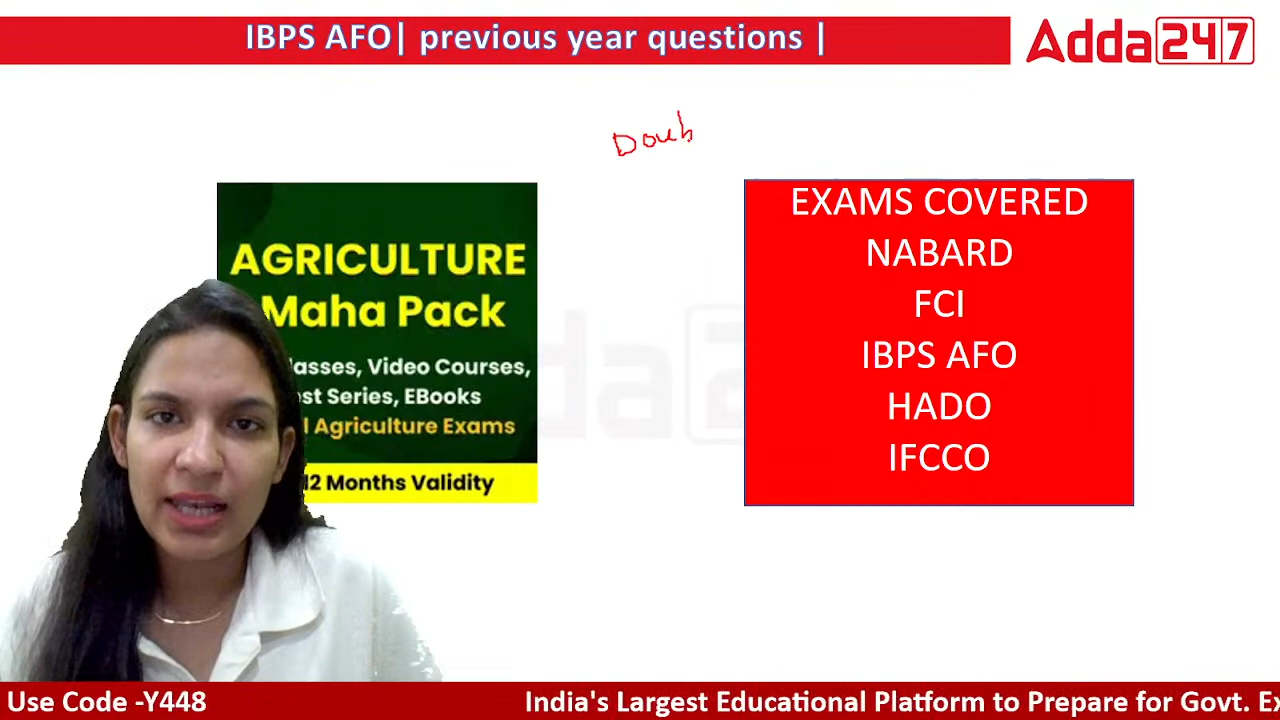 IBPS AFO| previous year questions |
Adda247
Doub
AGRICULTURE
Maha Pack
lasses, Video Courses,
st Series, EBooks
l Agriculture Exams
12 Months Validity
EXAMS COVERED
NABARD
FCI
IBPS AFO
HADO
IFCCO
Use Code -Y448
India's Largest Educational Platform to Prepare for Govt. Ex